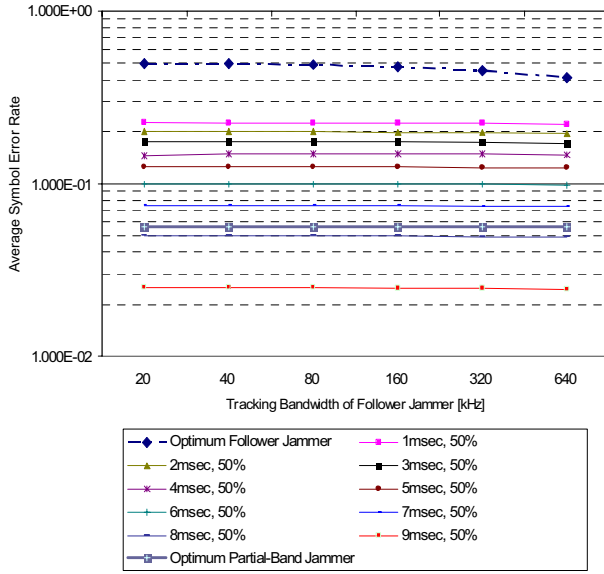 1.000E+00
1.000E-01
1.000E-02
Average Symbol Error Rate
20 40 80 160 320 640
Tracking Bandwidth of Follower Jammer [kHz]
Optimum Follower Jammer 1msec, 50%
2msec, 50% 3msec, 50%
4msec, 50% 5msec, 50%
6msec, 50% 7msec, 50%
8msec, 50% 9msec, 50%
Optimum Partial-Band Jammer